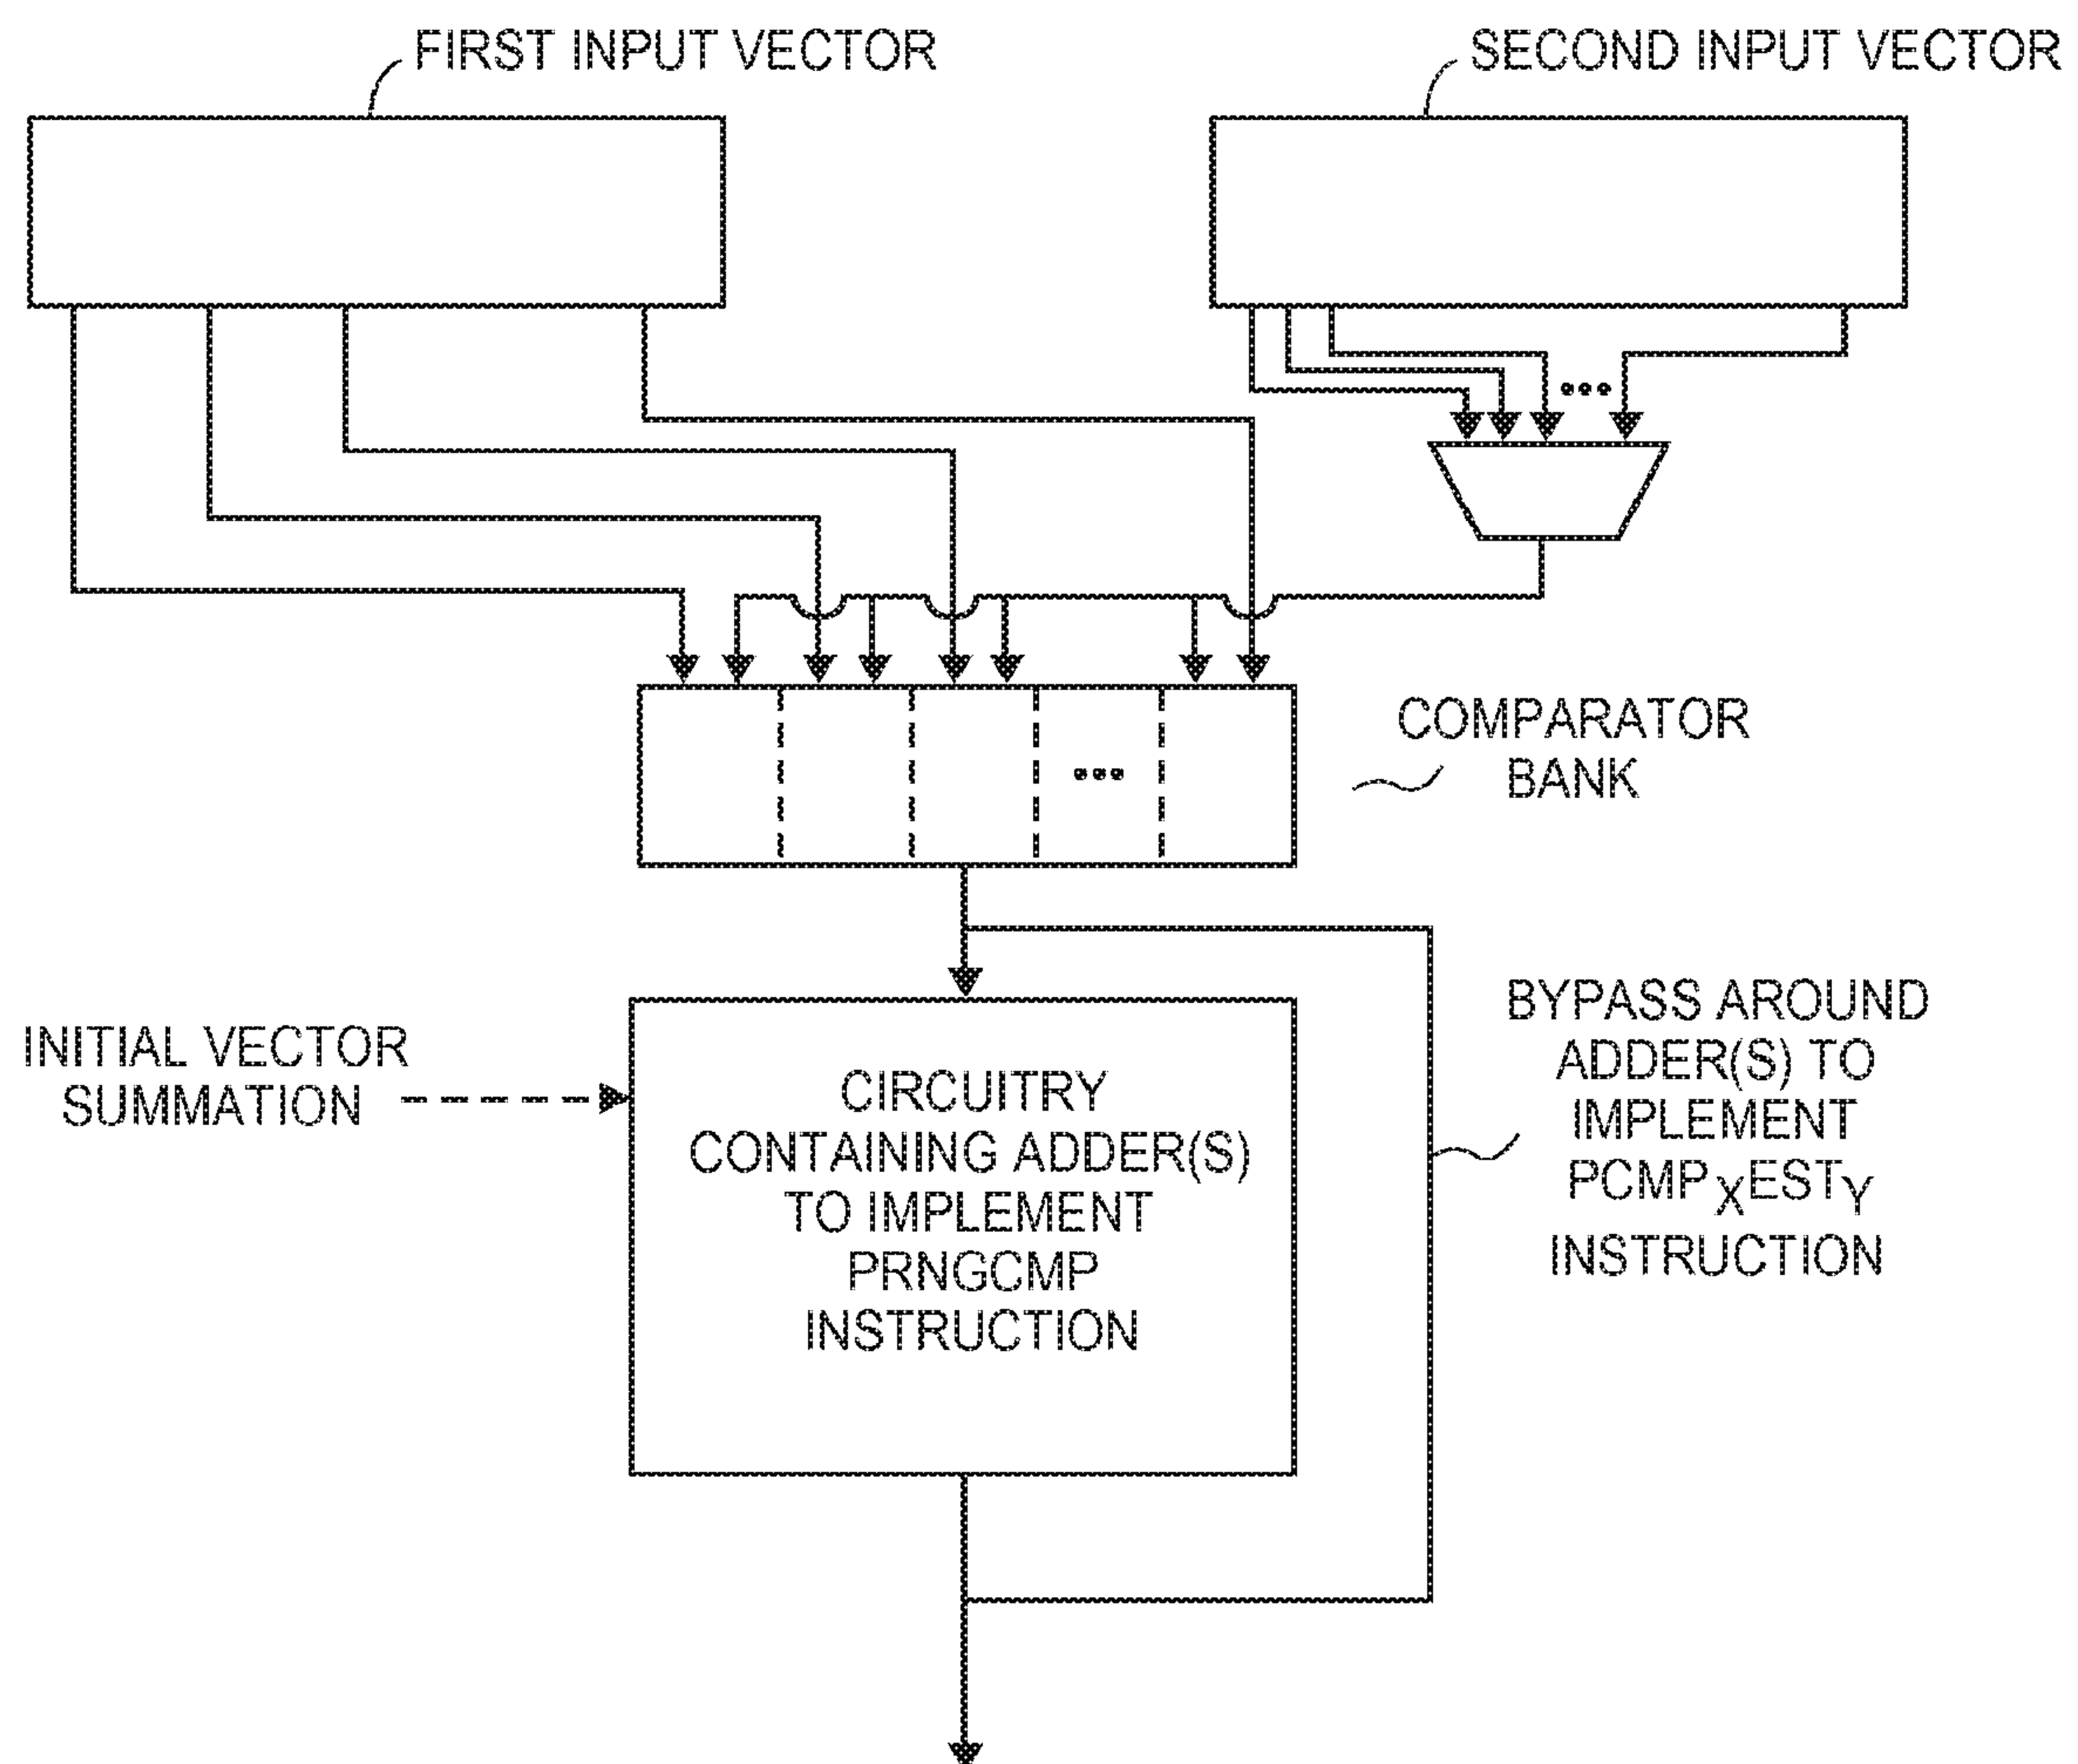 FIRST INPUT VECTOR
SECOND INPUT VECTOR
COMPARATOR
BANK
INITIAL VECTOR
SUMMATION
CIRCUITRY
CONTAINING ADDER(S)
TO IMPLEMENT
PRNGCMP
INSTRUCTION
BYPASS AROUND
ADDER(S) TO
IMPLEMENT
PCMPXESTY
INSTRUCTION